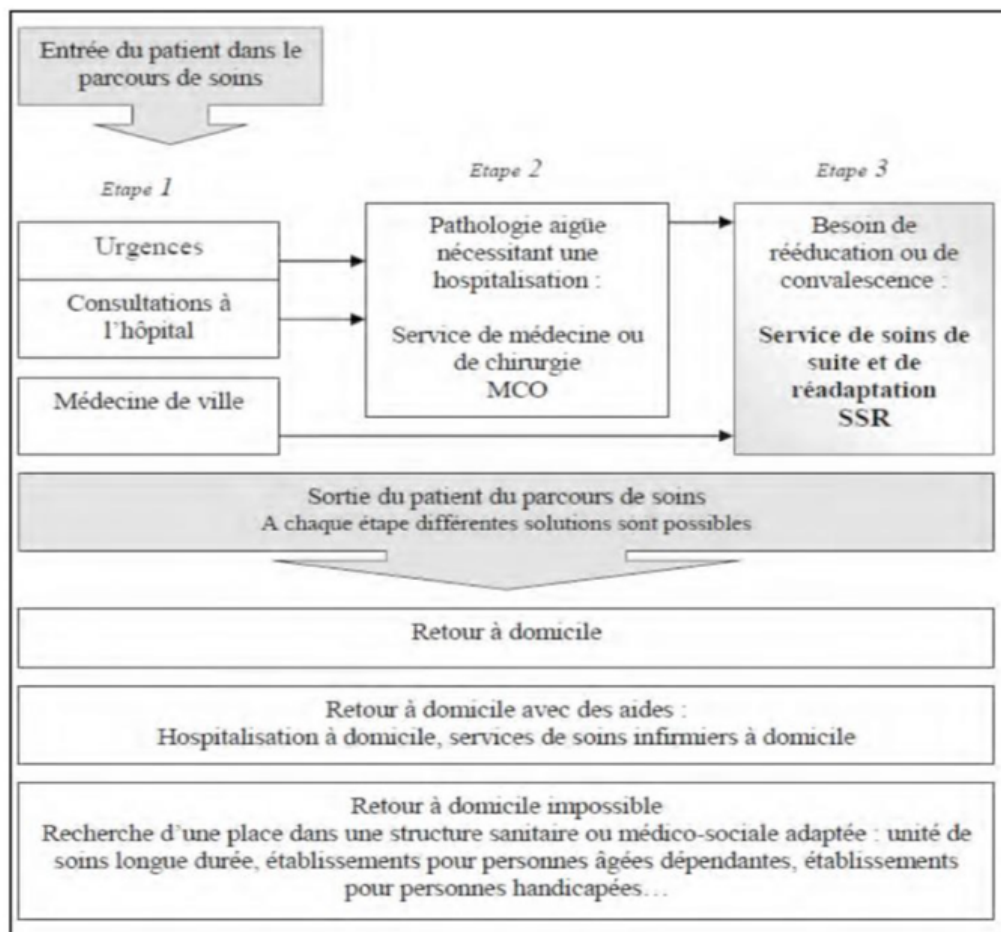 Entrée du patient dans le
parcours de soins
Etape 1
Urgences
Consultations à
l'hôpital
Médecine de ville
Etape 2
Pathologie aigüe
nécessitant une
hospitalisation :
Service de médecine ou
de chirurgie
MCO
Etape 3
Besoin de
rééducation ou de
convalescence :
Service de soins de
suite et de
réadaptation
SSR
Sortie du patient du parcours de soins
A chaque étape différentes solutions sont possibles
Retour à domicile
Retour à domicile avec des aides :
Hospitalisation à domicile, services de soins infirmiers à domicile
Retour à domicile impossible
Recherche d'une place dans une structure sanitaire ou médico-sociale adaptée : unité de
soins longue durée, établissements pour personnes âgées dépendantes, établissements
pour personnes handicapées…